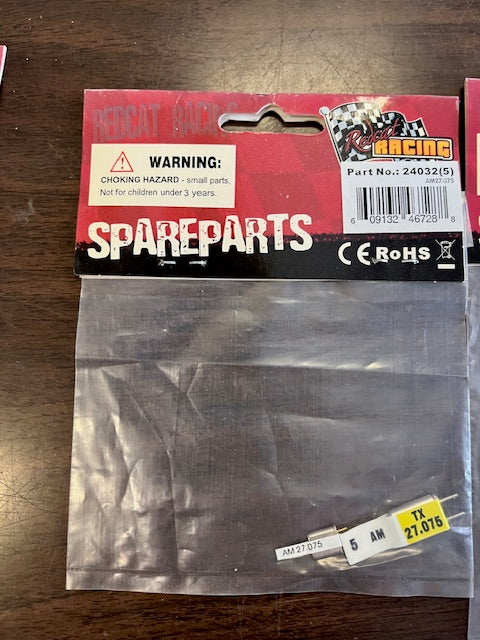 REDCAT RACING
Redcat
RACING
WARNING:
CHOKING HAZARD - small parts,
Not for children under 3 years.
Part No.: 24032(5)
AM27.075
6 09132 46728 8
SPAREPARTS
CE RoHS
AM 27.075
5 AM
TX
27.075